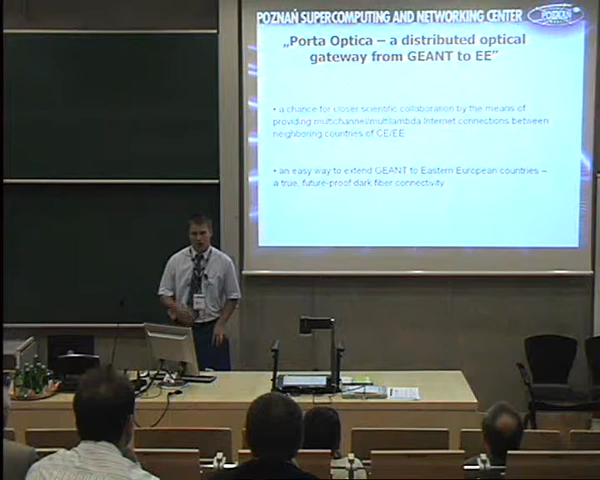 POZNAŃ SUPERCOMPUTING AND NETWORKING CENTER
POZNAŃ
„Porta Optica – a distributed optical
gateway from GEANT to EE”
• a chance for closer scientific collaboration by the means of
providing multichannel/multilambda Internet connections between
neighboring countries of CE/EE
• an easy way to extend GEANT to Eastern European countries –
a true, future-proof dark fiber connectivity